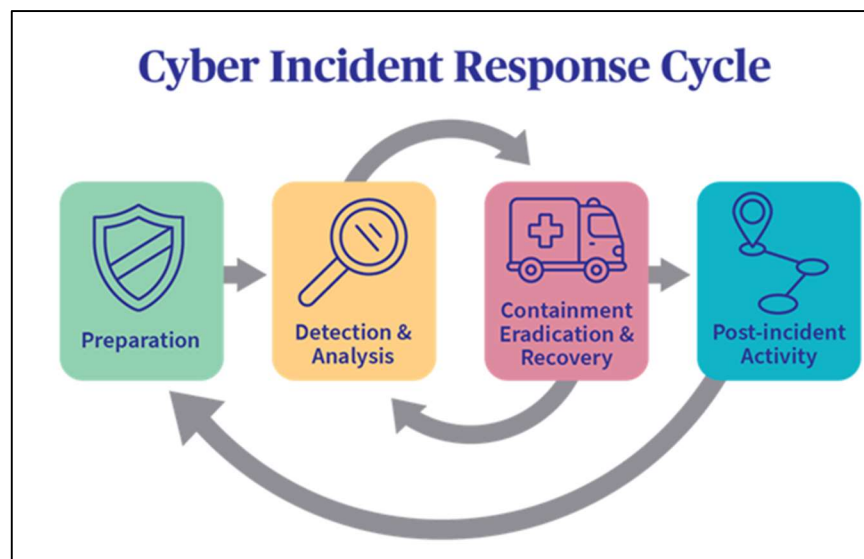 Cyber Incident Response Cycle
Preparation
Detection &
Analysis
Containment
Eradication &
Recovery
Post-incident
Activity